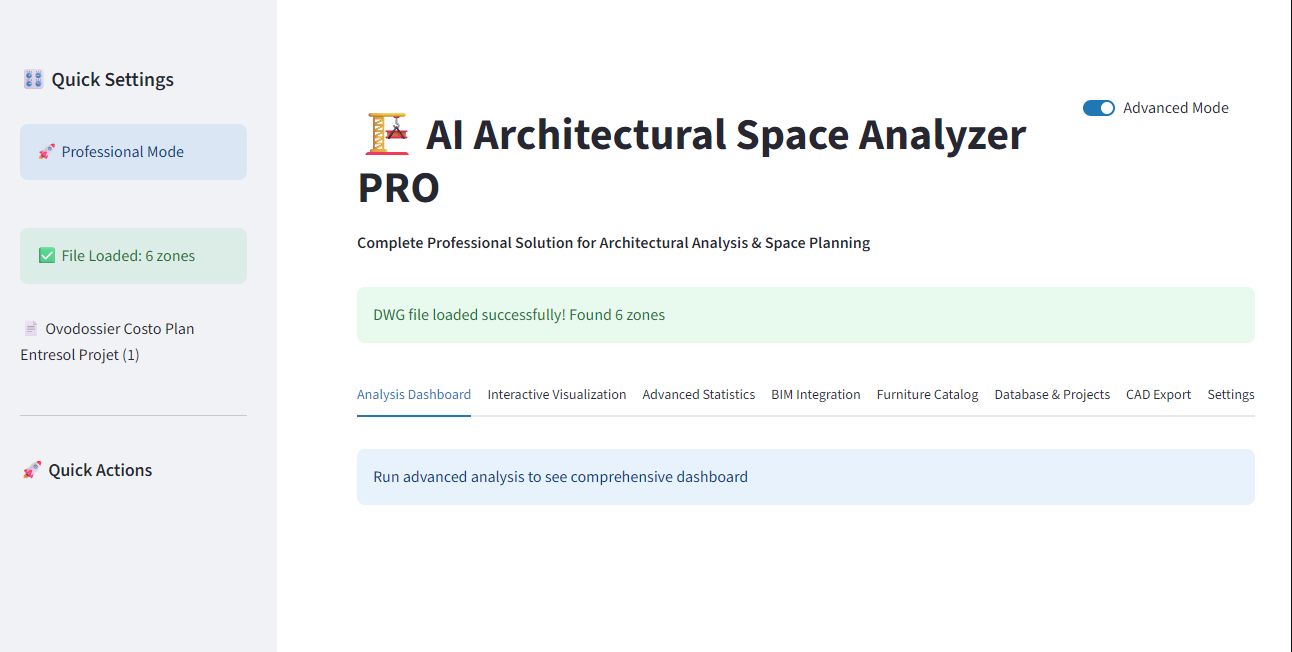 Quick Settings
Professional Mode
File Loaded: 6 zones
Ovodossier Costo Plan
Entresol Projet (1)
Quick Actions
Advanced Mode
AI Architectural Space Analyzer
PRO
Complete Professional Solution for Architectural Analysis & Space Planning
DWG file loaded successfully! Found 6 zones
Analysis Dashboard Interactive Visualization Advanced Statistics BIM Integration Furniture Catalog Database & Projects CAD Export Settings
Run advanced analysis to see comprehensive dashboard